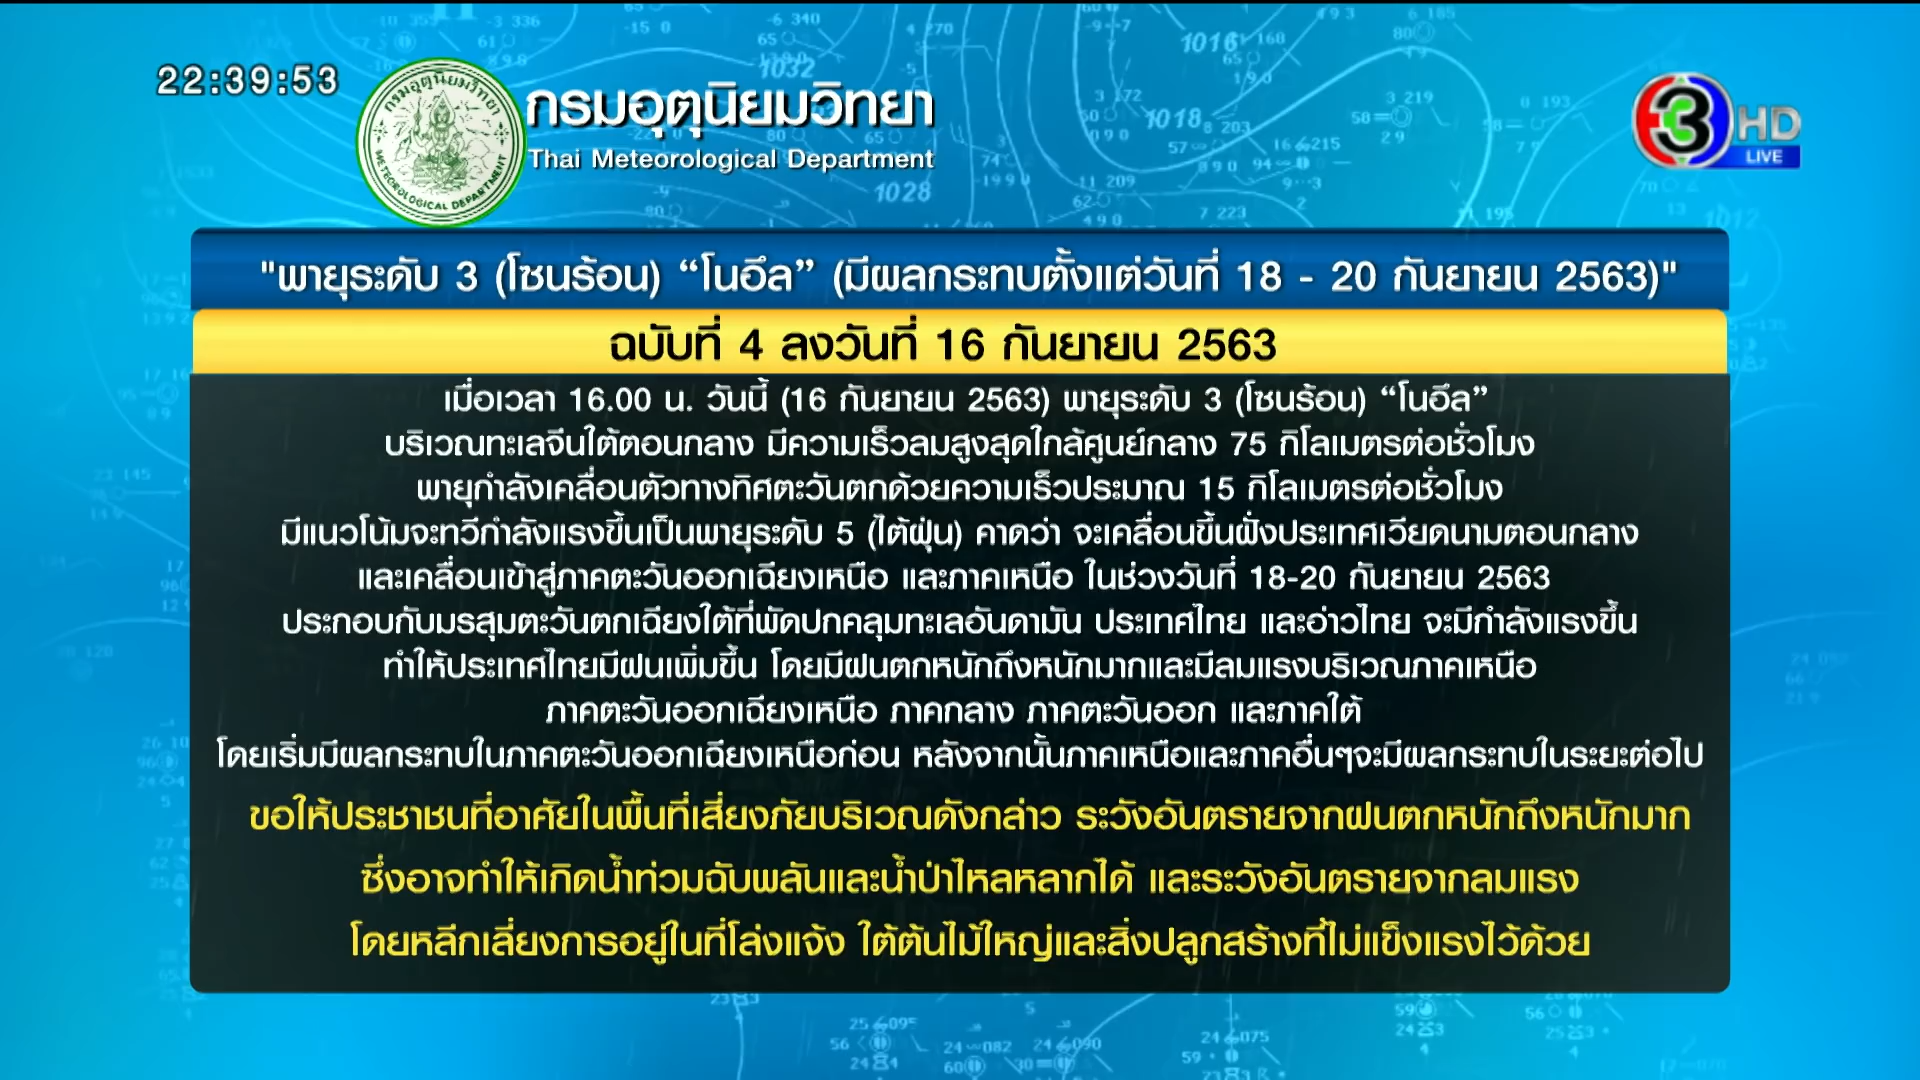 22:39:53
กรมอุตุนิยมวิทยา
Thai Meteorological Department
กรมอุตุนิยมวิทยา
METEOROLOGICAL DEPARTMENT
3 HD
LIVE
"พายุระดับ 3 (โซนร้อน) “โนอึล” (มีผลกระทบตั้งแต่วันที่ 18 - 20 กันยายน 2563)"
ฉบับที่ 4 ลงวันที่ 16 กันยายน 2563
เมื่อเวลา 16.00 น. วันนี้ (16 กันยายน 2563) พายุระดับ 3 (โซนร้อน) “โนอึล”
บริเวณทะเลจีนใต้ตอนกลาง มีความเร็วลมสูงสุดใกล้ศูนย์กลาง 75 กิโลเมตรต่อชั่วโมง
พายุกำลังเคลื่อนตัวทางทิศตะวันตกด้วยความเร็วประมาณ 15 กิโลเมตรต่อชั่วโมง
มีแนวโน้มจะทวีกำลังแรงขึ้นเป็นพายุระดับ 5 (ไต้ฝุ่น) คาดว่า จะเคลื่อนขึ้นฝั่งประเทศเวียดนามตอนกลาง
และเคลื่อนเข้าสู่ภาคตะวันออกเฉียงเหนือ และภาคเหนือ ในช่วงวันที่ 18-20 กันยายน 2563
ประกอบกับมรสุมตะวันตกเฉียงใต้ที่พัดปกคลุมทะเลอันดามัน ประเทศไทย และอ่าวไทย จะมีกำลังแรงขึ้น
ทำให้ประเทศไทยมีฝนเพิ่มขึ้น โดยมีฝนตกหนักถึงหนักมากและมีลมแรงบริเวณภาคเหนือ
ภาคตะวันออกเฉียงเหนือ ภาคกลาง ภาคตะวันออก และภาคใต้
โดยเริ่มมีผลกระทบในภาคตะวันออกเฉียงเหนือก่อน หลังจากนั้นภาคเหนือและภาคอื่นๆจะมีผลกระทบในระยะต่อไป
ขอให้ประชาชนที่อาศัยในพื้นที่เสี่ยงภัยบริเวณดังกล่าว ระวังอันตรายจากฝนตกหนักถึงหนักมาก
ซึ่งอาจทำให้เกิดน้ำท่วมฉับพลันและน้ำป่าไหลหลากได้ และระวังอันตรายจากลมแรง
โดยหลีกเลี่ยงการอยู่ในที่โล่งแจ้ง ใต้ต้นไม้ใหญ่และสิ่งปลูกสร้างที่ไม่แข็งแรงไว้ด้วย
1032
1016
1018
1028
1012